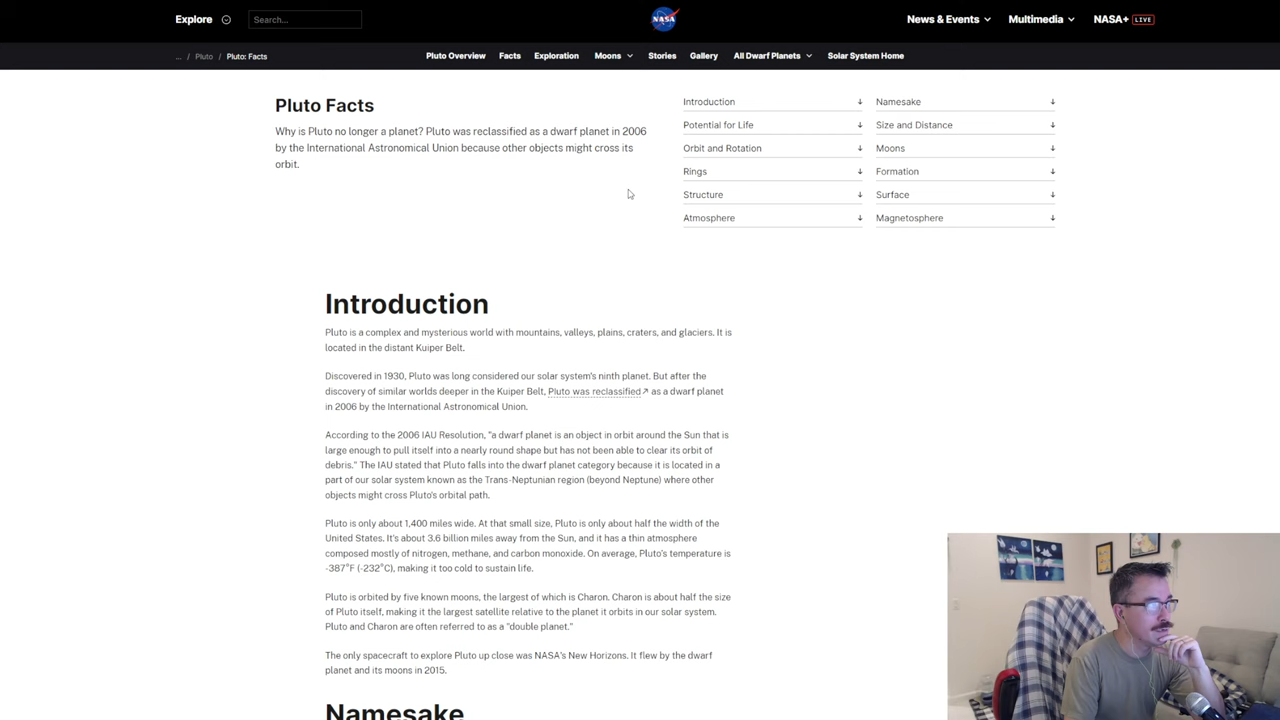 Explore
Search...
NASA
News & Events
Multimedia
NASA+ LIVE
... / Pluto / Pluto: Facts
Pluto Overview
Facts
Exploration
Moons
Stories
Gallery
All Dwarf Planets
Solar System Home
Pluto Facts
Why is Pluto no longer a planet? Pluto was reclassified as a dwarf planet in 2006
by the International Astronomical Union because other objects might cross its
orbit.
Introduction
Namesake
Potential for Life
Size and Distance
Orbit and Rotation
Moons
Rings
Formation
Structure
Surface
Atmosphere
Magnetosphere
Introduction
Pluto is a complex and mysterious world with mountains, valleys, plains, craters, and glaciers. It is
located in the distant Kuiper Belt.
Discovered in 1930, Pluto was long considered our solar system's ninth planet. But after the
discovery of similar worlds deeper in the Kuiper Belt, Pluto was reclassified↗ as a dwarf planet
in 2006 by the International Astronomical Union.
According to the 2006 IAU Resolution, "a dwarf planet is an object in orbit around the Sun that is
large enough to pull itself into a nearly round shape but has not been able to clear its orbit of
debris." The IAU stated that Pluto falls into the dwarf planet category because it is located in a
part of our solar system known as the Trans-Neptunian region (beyond Neptune) where other
objects might cross Pluto's orbital path.
Pluto is only about 1,400 miles wide. At that small size, Pluto is only about half the width of the
United States. It's about 3.6 billion miles away from the Sun, and it has a thin atmosphere
composed mostly of nitrogen, methane, and carbon monoxide. On average, Pluto's temperature is
-387°F (-232°C), making it too cold to sustain life.
Pluto is orbited by five known moons, the largest of which is Charon. Charon is about half the size
of Pluto itself, making it the largest satellite relative to the planet it orbits in our solar system.
Pluto and Charon are often referred to as a "double planet."
The only spacecraft to explore Pluto up close was NASA's New Horizons. It flew by the dwarf
planet and its moons in 2015.
Namesake